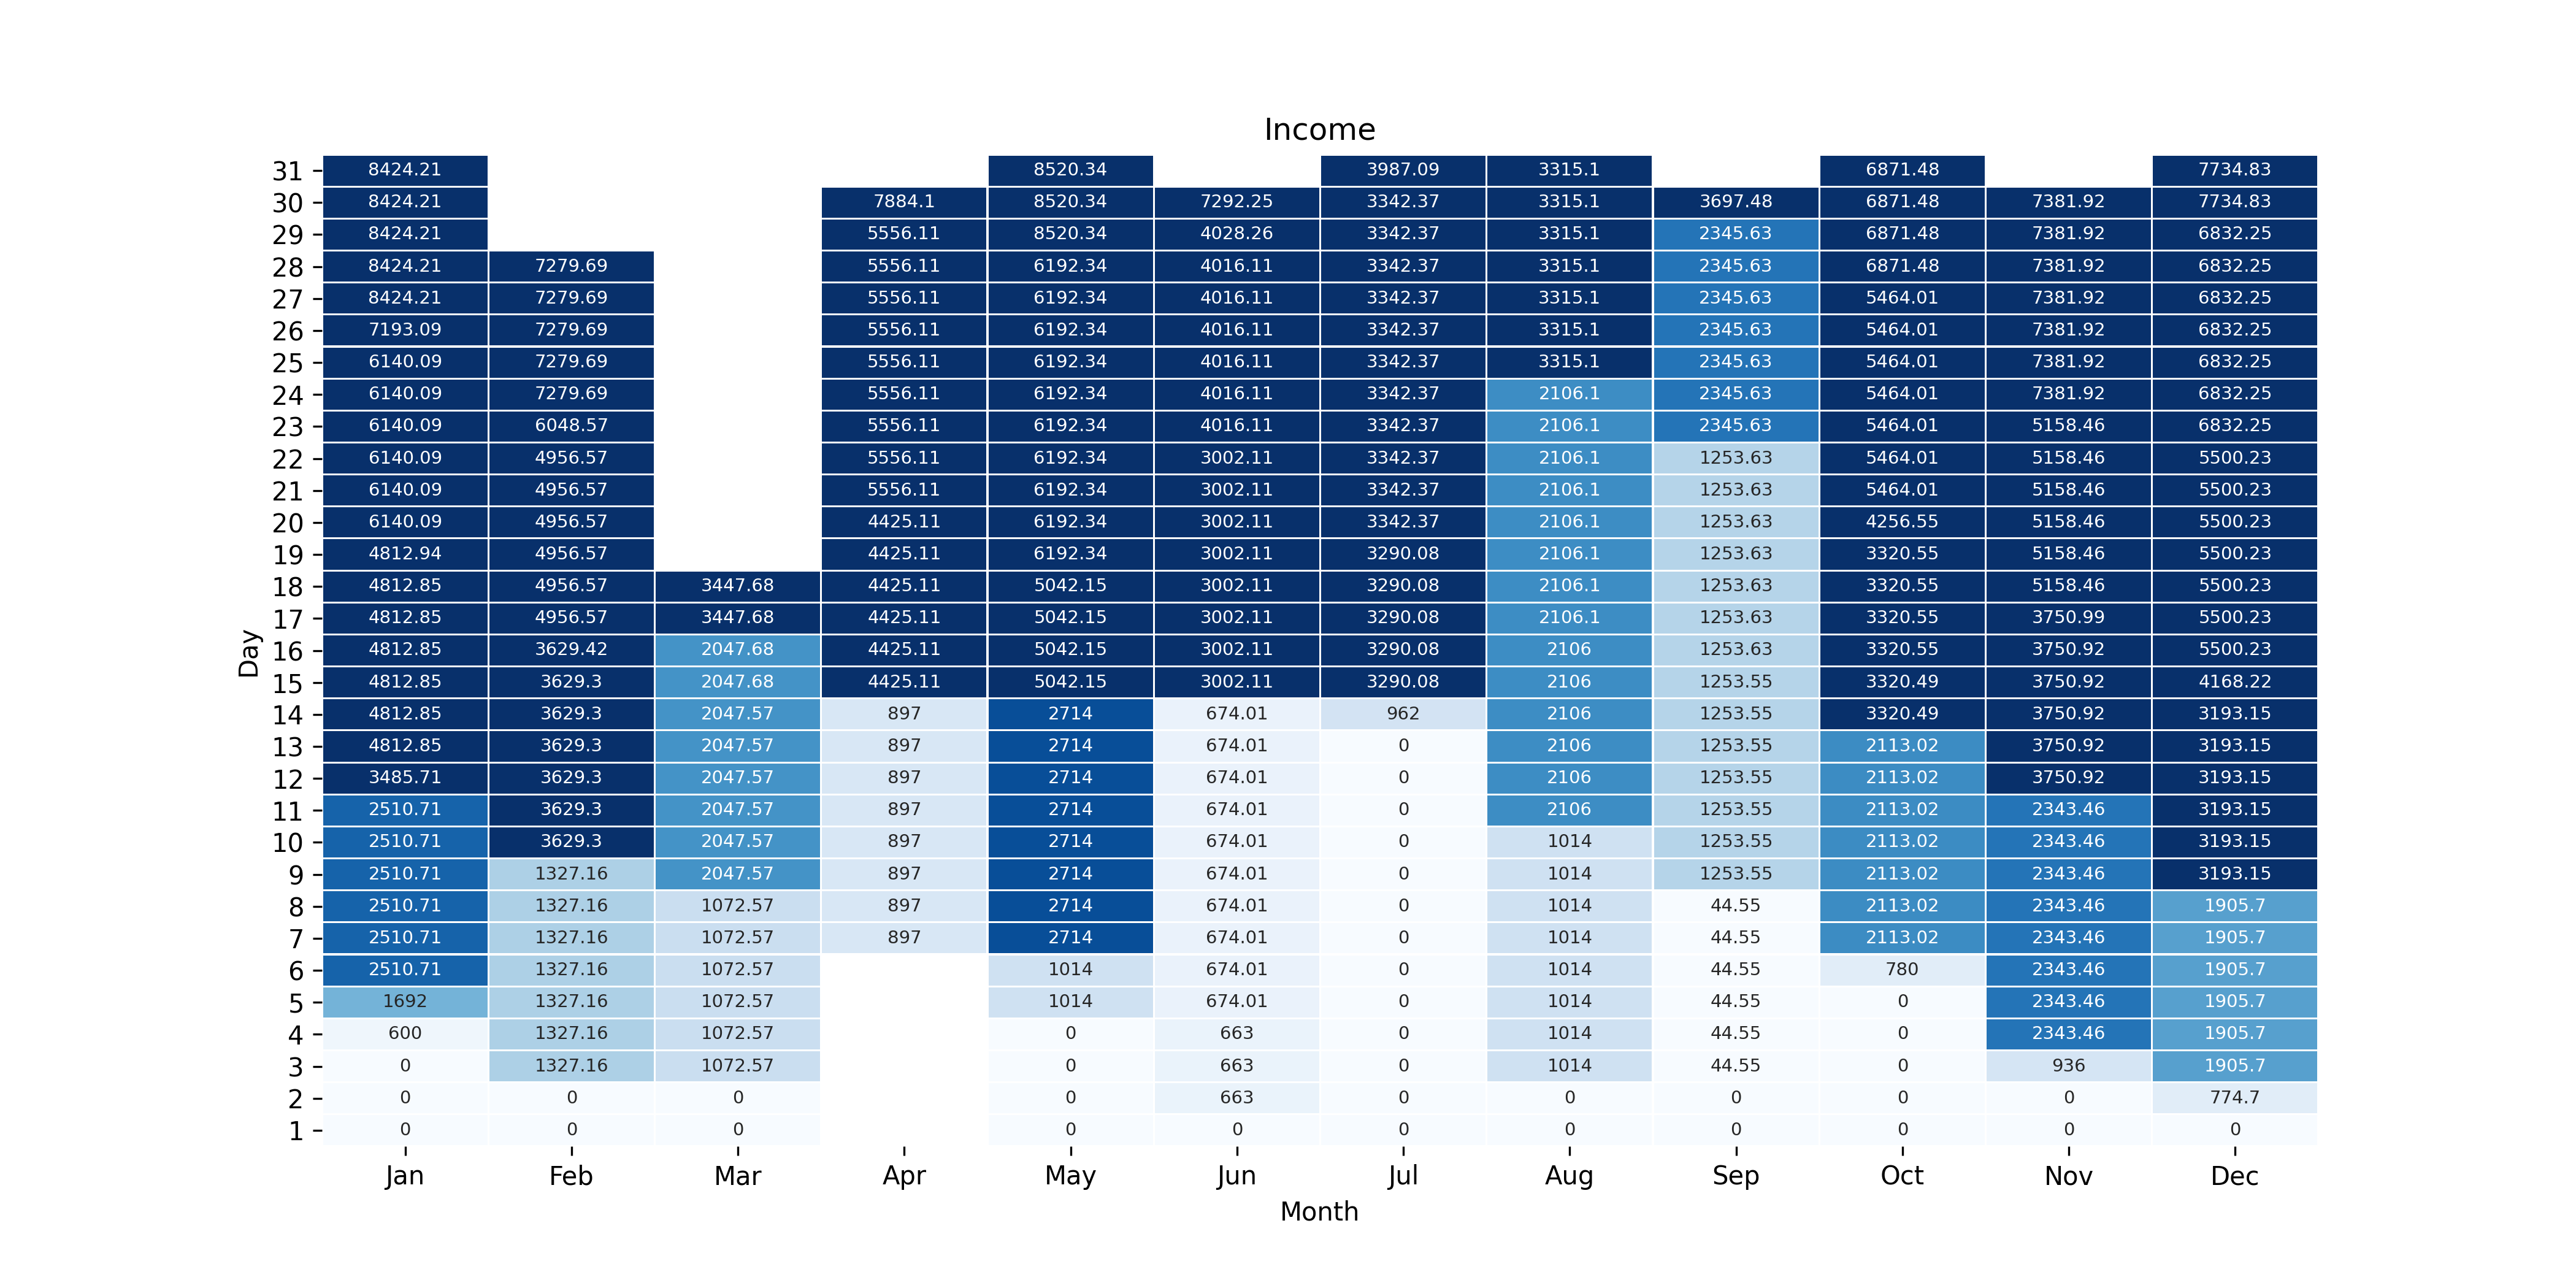 Income
31 8424.21 8520.34 3987.09 3315.1 6871.48 7734.83
30 8424.21 7884.1 8520.34 7292.25 3342.37 3315.1 3697.48 6871.48 7381.92 7734.83
29 8424.21 5556.11 8520.34 4028.26 3342.37 3315.1 2345.63 6871.48 7381.92 6832.25
28 8424.21 7279.69 5556.11 6192.34 4016.11 3342.37 3315.1 2345.63 6871.48 7381.92 6832.25
27 8424.21 7279.69 5556.11 6192.34 4016.11 3342.37 3315.1 2345.63 5464.01 7381.92 6832.25
26 7193.09 7279.69 5556.11 6192.34 4016.11 3342.37 3315.1 2345.63 5464.01 7381.92 6832.25
25 6140.09 7279.69 5556.11 6192.34 4016.11 3342.37 3315.1 2345.63 5464.01 7381.92 6832.25
24 6140.09 7279.69 5556.11 6192.34 4016.11 3342.37 2106.1 2345.63 5464.01 7381.92 6832.25
23 6140.09 6048.57 5556.11 6192.34 4016.11 3342.37 2106.1 2345.63 5464.01 5158.46 6832.25
22 6140.09 4956.57 5556.11 6192.34 3002.11 3342.37 2106.1 1253.63 5464.01 5158.46 5500.23
21 6140.09 4956.57 5556.11 6192.34 3002.11 3342.37 2106.1 1253.63 5464.01 5158.46 5500.23
20 6140.09 4956.57 4425.11 6192.34 3002.11 3342.37 2106.1 1253.63 4256.55 5158.46 5500.23
19 4812.94 4956.57 4425.11 6192.34 3002.11 3290.08 2106.1 1253.63 3320.55 5158.46 5500.23
18 4812.85 4956.57 3447.68 4425.11 5042.15 3002.11 3290.08 2106.1 1253.63 3320.55 5158.46 5500.23
17 4812.85 4956.57 3447.68 4425.11 5042.15 3002.11 3290.08 2106.1 1253.63 3320.55 3750.99 5500.23
16 4812.85 3629.42 2047.68 4425.11 5042.15 3002.11 3290.08 2106 1253.63 3320.55 3750.92 5500.23
15 4812.85 3629.3 2047.68 4425.11 5042.15 3002.11 3290.08 2106 1253.55 3320.49 3750.92 4168.22
14 4812.85 3629.3 2047.57 897 2714 674.01 962 2106 1253.55 3320.49 3750.92 3193.15
13 4812.85 3629.3 2047.57 897 2714 674.01 0 2106 1253.55 2113.02 3750.92 3193.15
12 3485.71 3629.3 2047.57 897 2714 674.01 0 2106 1253.55 2113.02 3750.92 3193.15
11 2510.71 3629.3 2047.57 897 2714 674.01 0 2106 1253.55 2113.02 2343.46 3193.15
10 2510.71 3629.3 2047.57 897 2714 674.01 0 1014 1253.55 2113.02 2343.46 3193.15
9 2510.71 1327.16 2047.57 897 2714 674.01 0 1014 1253.55 2113.02 2343.46 3193.15
8 2510.71 1327.16 1072.57 897 2714 674.01 0 1014 44.55 2113.02 2343.46 1905.7
7 2510.71 1327.16 1072.57 897 2714 674.01 0 1014 44.55 2113.02 2343.46 1905.7
6 2510.71 1327.16 1072.57 1014 674.01 0 1014 44.55 780 2343.46 1905.7
5 1692 1327.16 1072.57 1014 674.01 0 1014 44.55 0 2343.46 1905.7
4 600 1327.16 1072.57 0 663 0 1014 44.55 0 2343.46 1905.7
3 0 1327.16 1072.57 0 663 0 1014 44.55 0 936 1905.7
2 0 0 0 0 663 0 0 0 0 0 774.7
1 0 0 0 0 0 0 0 0 0 0 0
Day
Jan Feb Mar Apr May Jun Jul Aug Sep Oct Nov Dec
Month